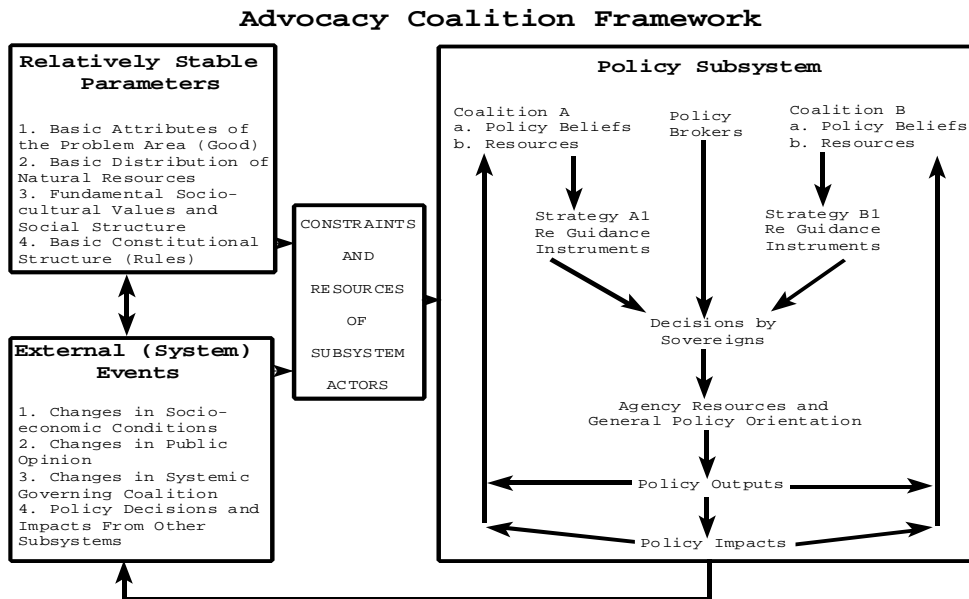 Advocacy Coalition Framework
Relatively Stable
Parameters
1. Basic Attributes of
the Problem Area (Good)
2. Basic Distribution of
Natural Resources
3. Fundamental Socio-
cultural Values and
Social Structure
4. Basic Constitutional
Structure (Rules)
External (System)
Events
1. Changes in Socio-
economic Conditions
2. Changes in Public
Opinion
3. Changes in Systemic
Governing Coalition
4. Policy Decisions and
Impacts From Other
Subsystems
CONSTRAINTS
AND
RESOURCES
OF
SUBSYSTEM
ACTORS
Policy Subsystem
Coalition A
a. Policy Beliefs
b. Resources
Policy
Brokers
Coalition B
a. Policy Beliefs
b. Resources
Strategy A1
Re Guidance
Instruments
Strategy B1
Re Guidance
Instruments
Decisions by
Sovereigns
Agency Resources and
General Policy Orientation
Policy Outputs
Policy Impacts